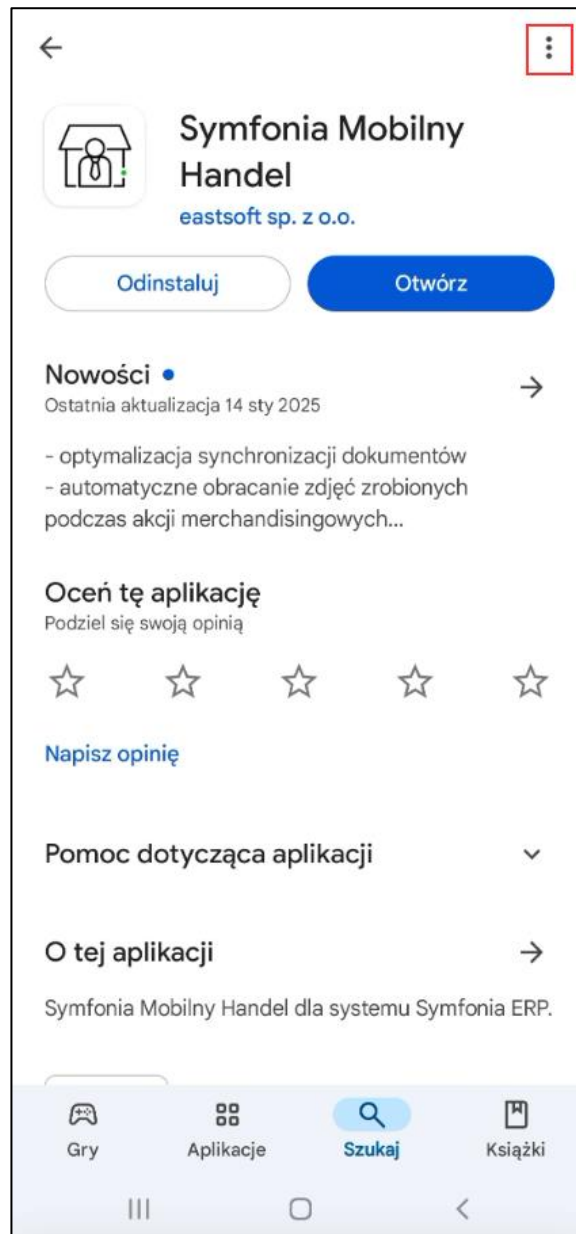 Symfonia Mobilny
Handel
eastsoft sp. z o.o.
Odinstaluj
Otwórz
Nowości
Ostatnia aktualizacja 14 sty 2025
- optymalizacja synchronizacji dokumentów
- automatyczne obracanie zdjęć zrobionych
podczas akcji merchandisingowych...
Oceń tę aplikację
Podziel się swoją opinią
Napisz opinię
Pomoc dotycząca aplikacji
O tej aplikacji
Symfonia Mobilny Handel dla systemu Symfonia ERP.
Gry
Aplikacje
Szukaj
Książki